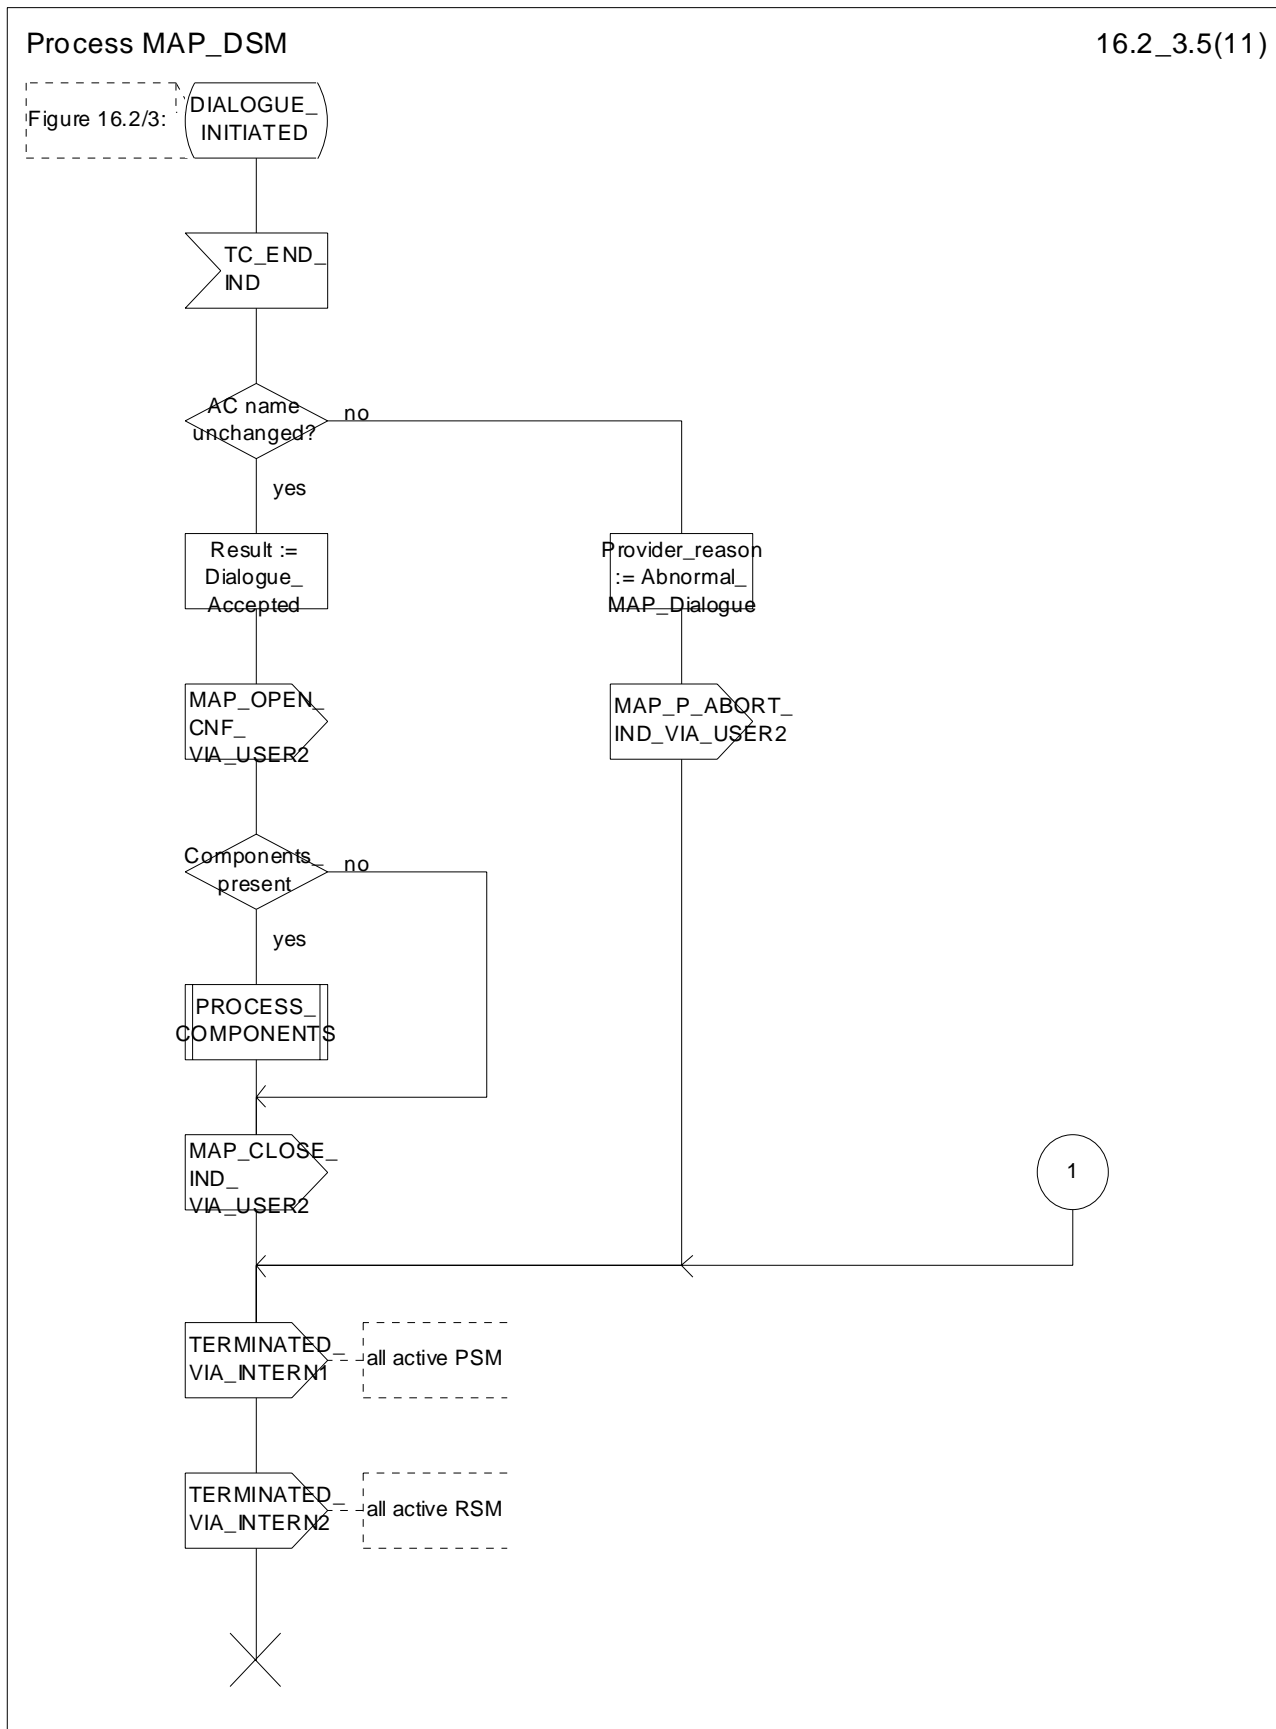 Process MAP_DSM
16.2_3.5(11)
Figure 16.2/3:
DIALOGUE_
INITIATED
TC_END_
IND
AC name
unchanged?
no
yes
Result :=
Dialogue_
Accepted
Provider_reason
:= Abnormal_
MAP_Dialogue
MAP_OPEN_
CNF_
VIA_USER2
MAP_P_ABORT_
IND_VIA_USER2
Components_
present
no
yes
PROCESS_
COMPONENTS
MAP_CLOSE_
IND_
VIA_USER2
1
TERMINATED_
VIA_INTERN1
all active PSM
TERMINATED_
VIA_INTERN2
all active RSM